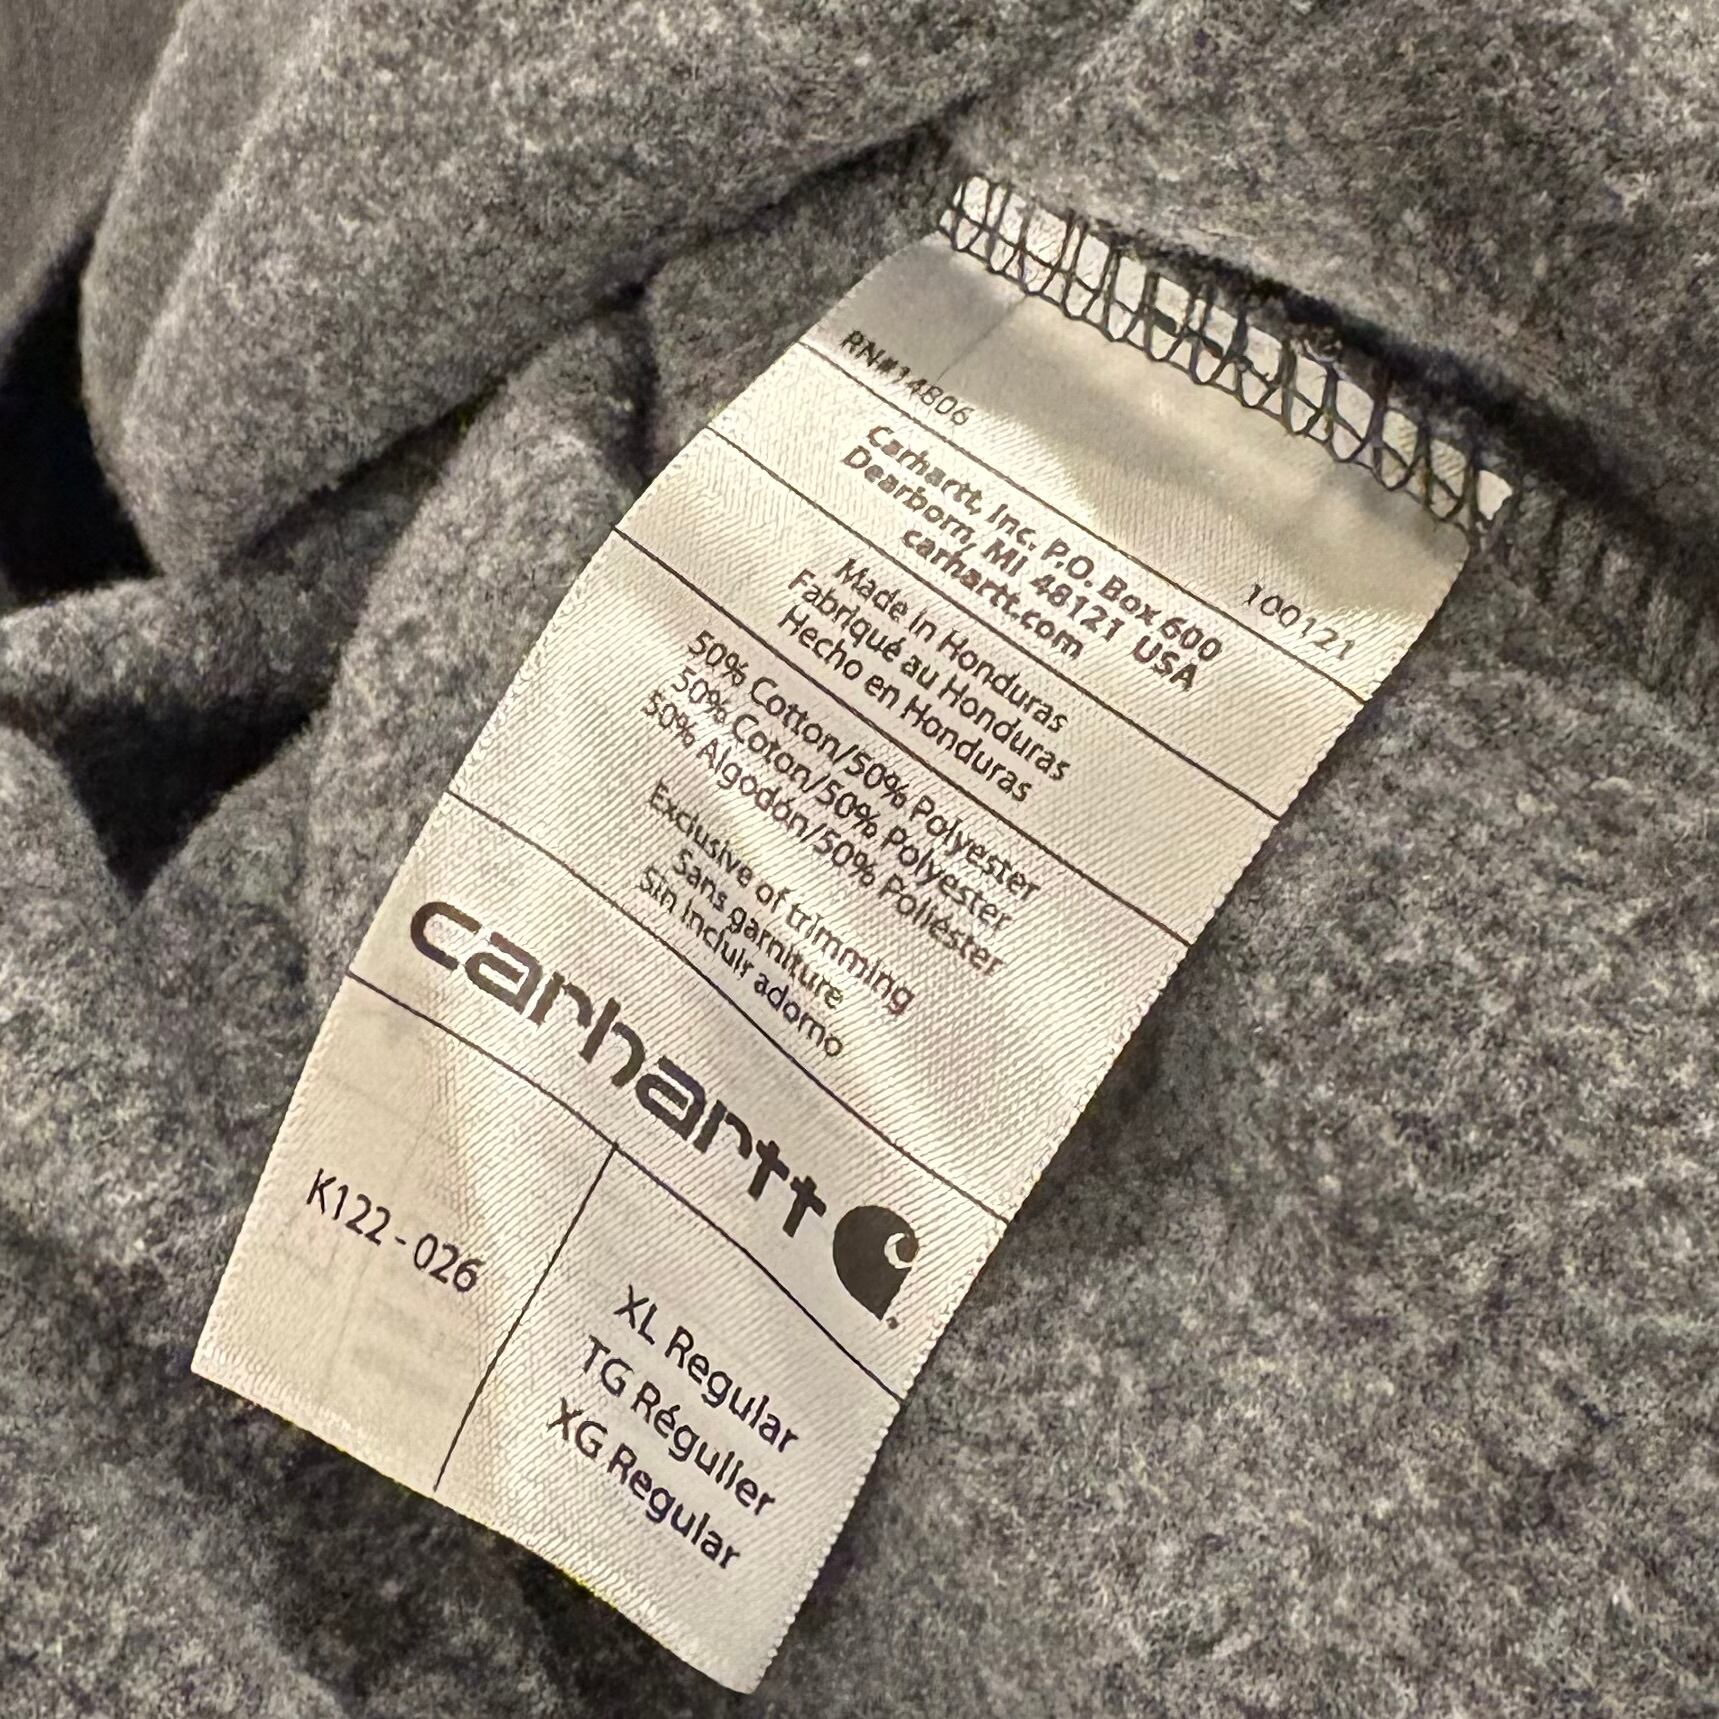 RN#14806 100121
Carhartt, Inc. P.O. Box 600
Dearborn, MI 48121 USA
carhartt.com
Made in Honduras
Fabriqué au Honduras
Hecho en Honduras
50% Cotton/50% Polyester
50% Coton/50% Polyester
50% Algodón/50% Poliéster
Exclusive of trimming
Sans garniture
Sin incluir adorno
carhartt
K122-026
XL Regular
TG Régulier
XG Regular